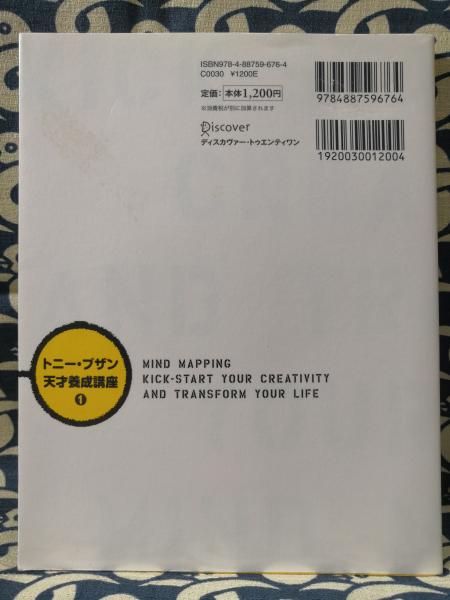 ISBN978-4-88759-676-4
C0030 ¥1200E
定価：本体1,200円
※消費税が別に加算されます
Discover
ディスカヴァー・トゥエンティワン
9784887596764
1920030012004
トニー・ブザン
天才養成講座
1
MIND MAPPING
KICK-START YOUR CREATIVITY
AND TRANSFORM YOUR LIFE